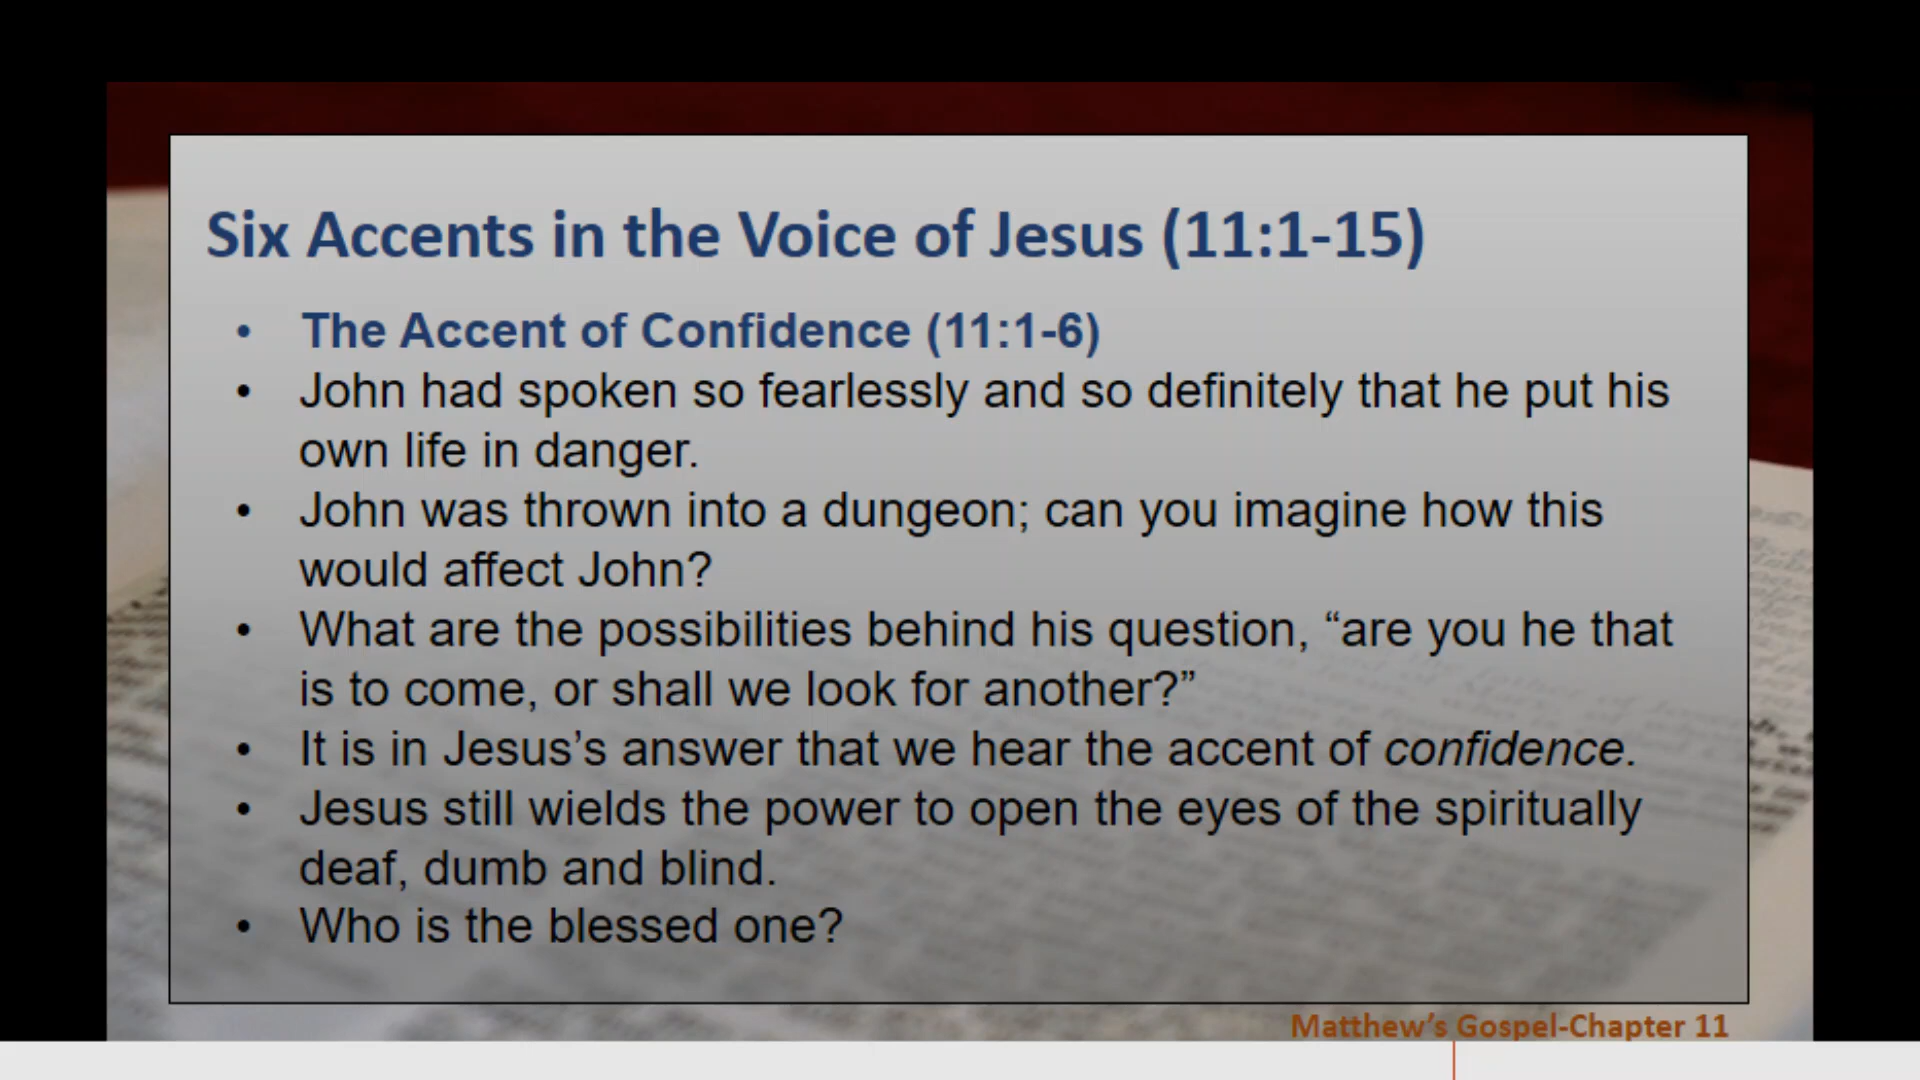 Six Accents in the Voice of Jesus (11:1-15)
• The Accent of Confidence (11:1-6)
• John had spoken so fearlessly and so definitely that he put his
own life in danger.
• John was thrown into a dungeon; can you imagine how this
would affect John?
• What are the possibilities behind his question, “are you he that
is to come, or shall we look for another?”
• It is in Jesus’s answer that we hear the accent of confidence.
• Jesus still wields the power to open the eyes of the spiritually
deaf, dumb and blind.
• Who is the blessed one?
Matthew’s Gospel-Chapter 11